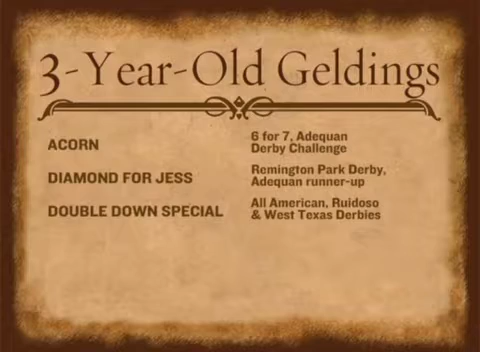 3-Year-Old Geldings
ACORN
6 for 7, Adequan
Derby Challenge
DIAMOND FOR JESS
Remington Park Derby,
Adequan runner-up
DOUBLE DOWN SPECIAL
All American, Ruidoso
& West Texas Derbies